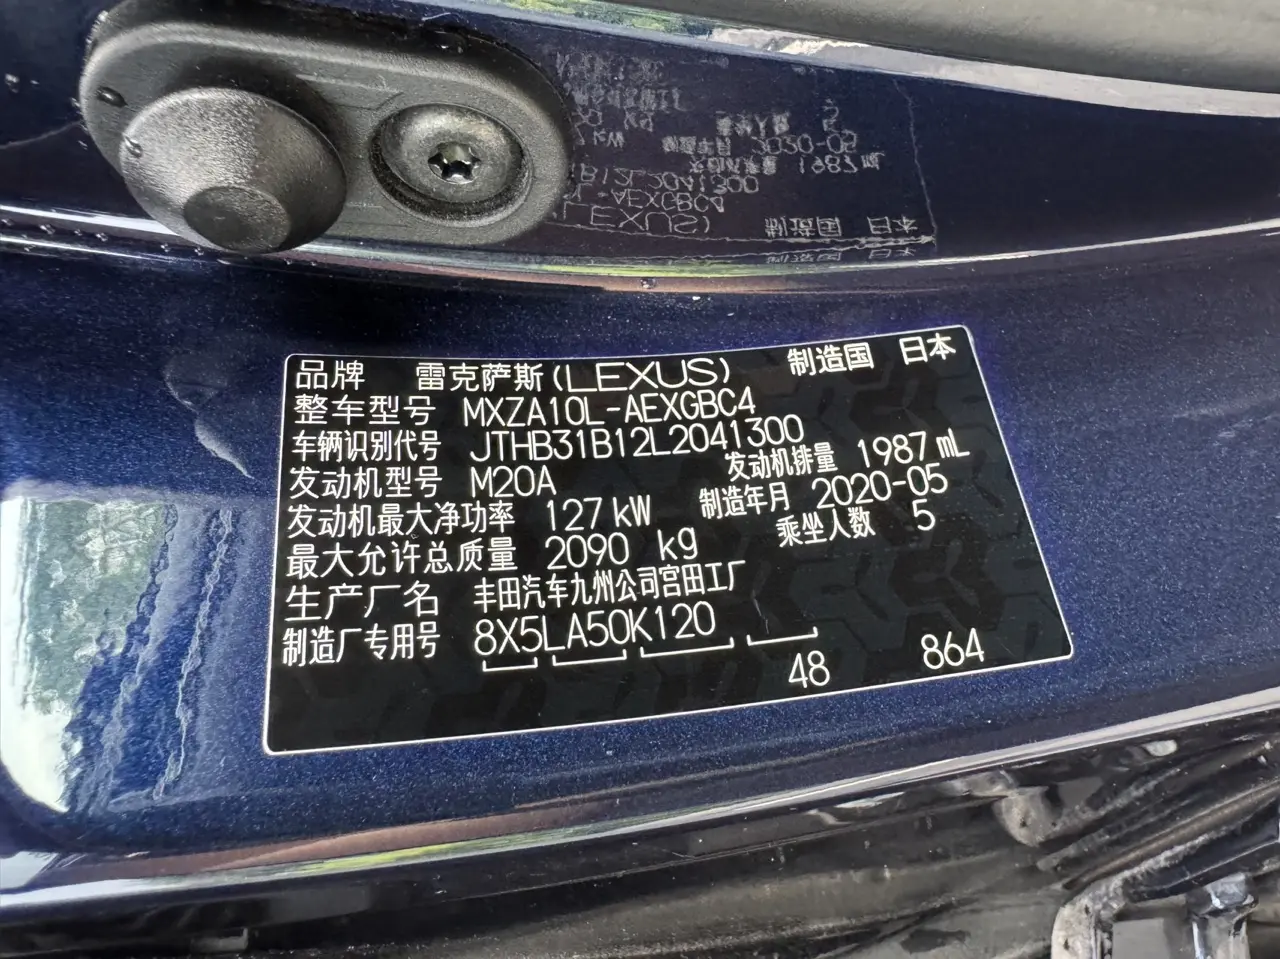 品牌 雷克萨斯(LEXUS) 制造国 日本
整车型号 MXZA10L-AEXGBC4
车辆识别代号 JTHB31B12L2041300
发动机型号 M20A 发动机排量 1987 mL
发动机最大净功率 127 kW 制造年月 2020-05
最大允许总质量 2090 kg 乘坐人数 5
生产厂名 丰田汽车九州公司宫田工厂
制造厂专用号 8X5LA50K120
48 864